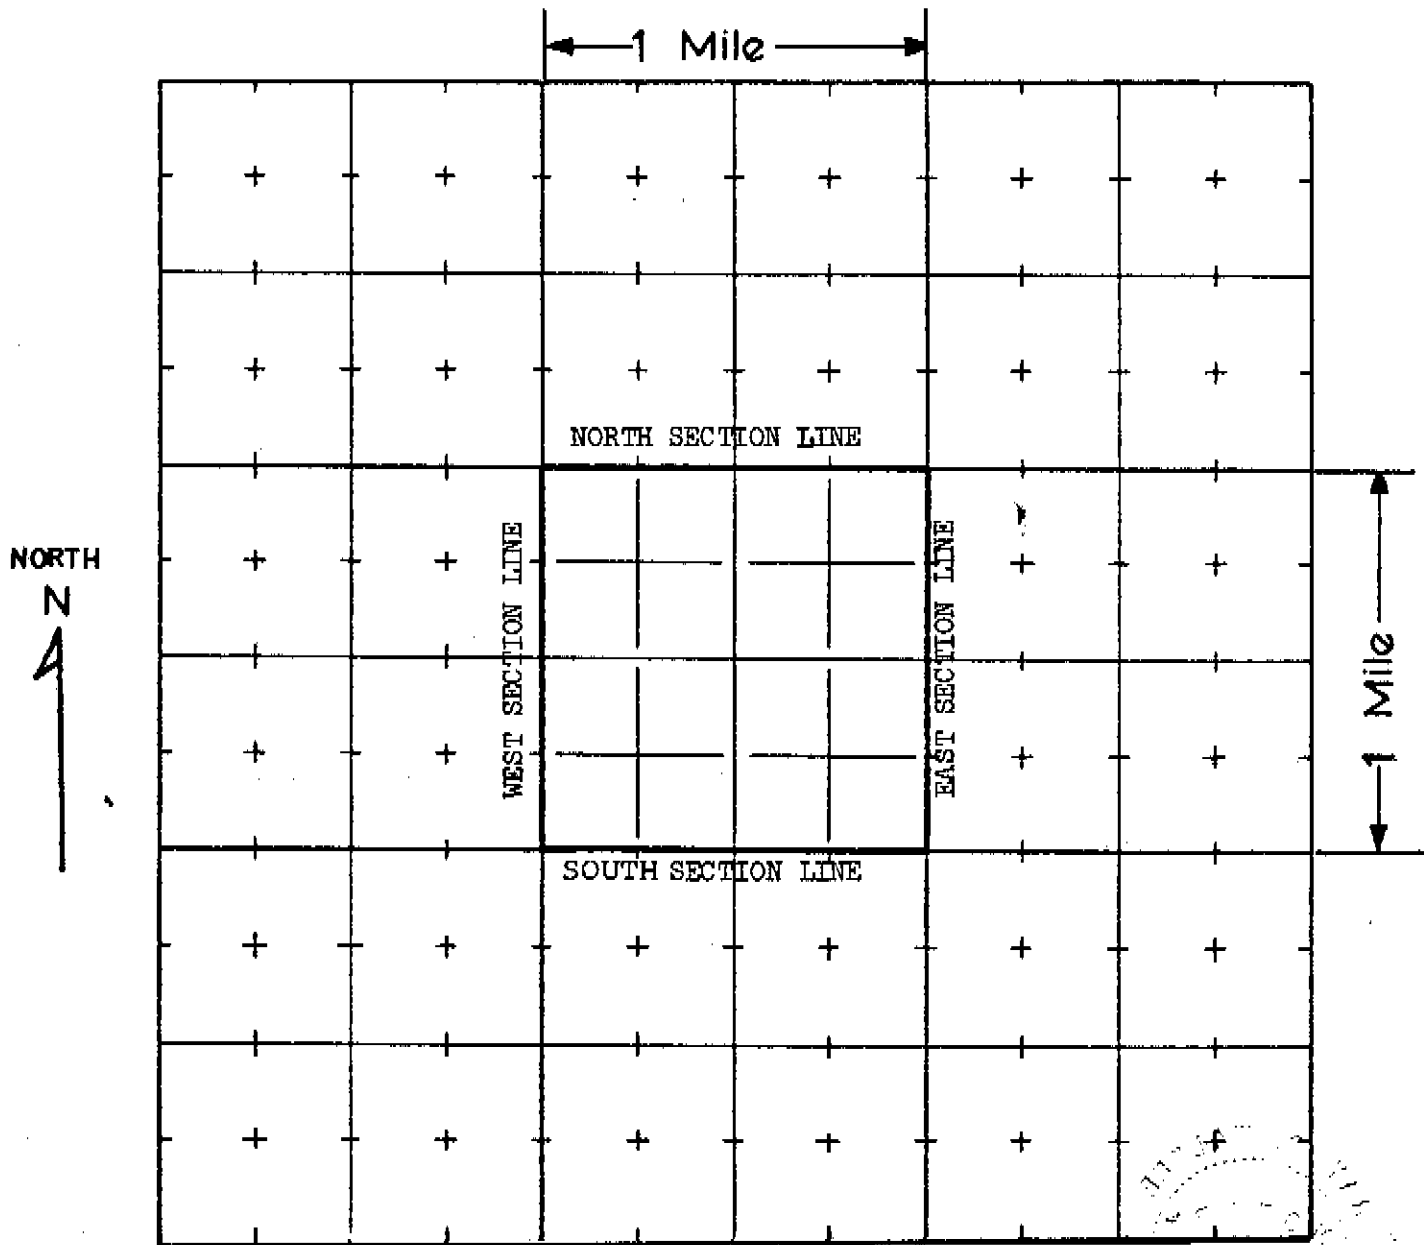 1 Mile
NORTH SECTION LINE
NORTH
N
WEST SECTION LINE
EAST SECTION LINE
1 Mile
SOUTH SECTION LINE